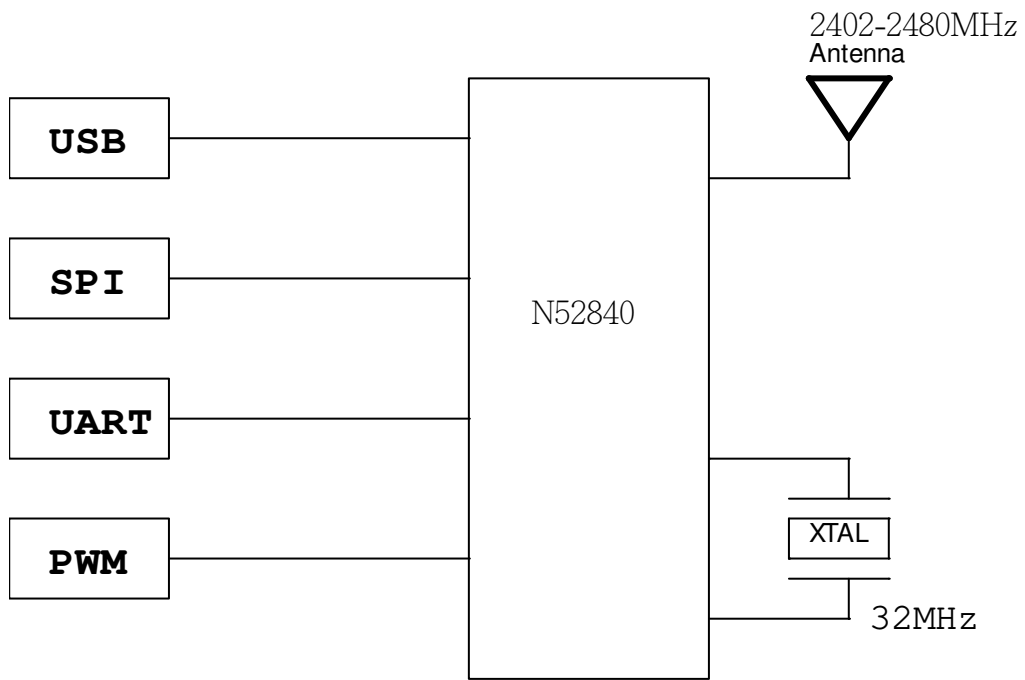 2402-2480MHz
Antenna
USB
SPI
N52840
UART
XTAL
PWM
32MHz